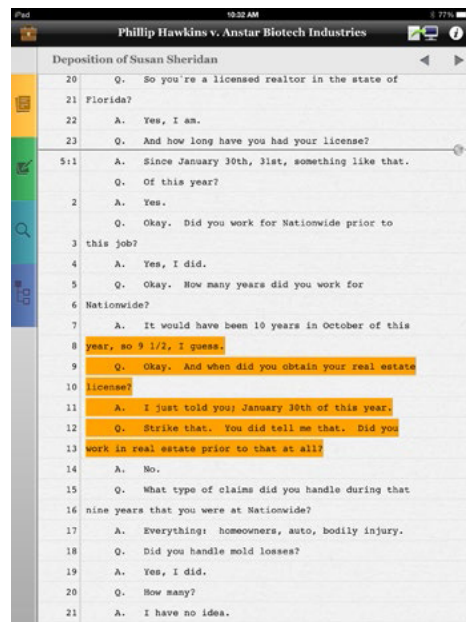 iPad 10:32 AM 77%
Phillip Hawkins v. Anstar Biotech Industries
Deposition of Susan Sheridan
20 Q. So you're a licensed realtor in the state of
21 Florida?
22 A. Yes, I am.
23 Q. And how long have you had your license?
5:1 A. Since January 30th, 31st, something like that.
Q. Of this year?
2 A. Yes.
Q. Okay. Did you work for Nationwide prior to
3 this job?
4 A. Yes, I did.
5 Q. Okay. How many years did you work for
6 Nationwide?
7 A. It would have been 10 years in October of this
8 year, so 9 1/2, I guess.
9 Q. Okay. And when did you obtain your real estate
10 license?
11 A. I just told you; January 30th of this year.
12 Q. Strike that. You did tell me that. Did you
13 work in real estate prior to that at all?
14 A. No.
15 Q. What type of claims did you handle during that
16 nine years that you were at Nationwide?
17 A. Everything: homeowners, auto, bodily injury.
18 Q. Did you handle mold losses?
19 A. Yes, I did.
20 Q. How many?
21 A. I have no idea.